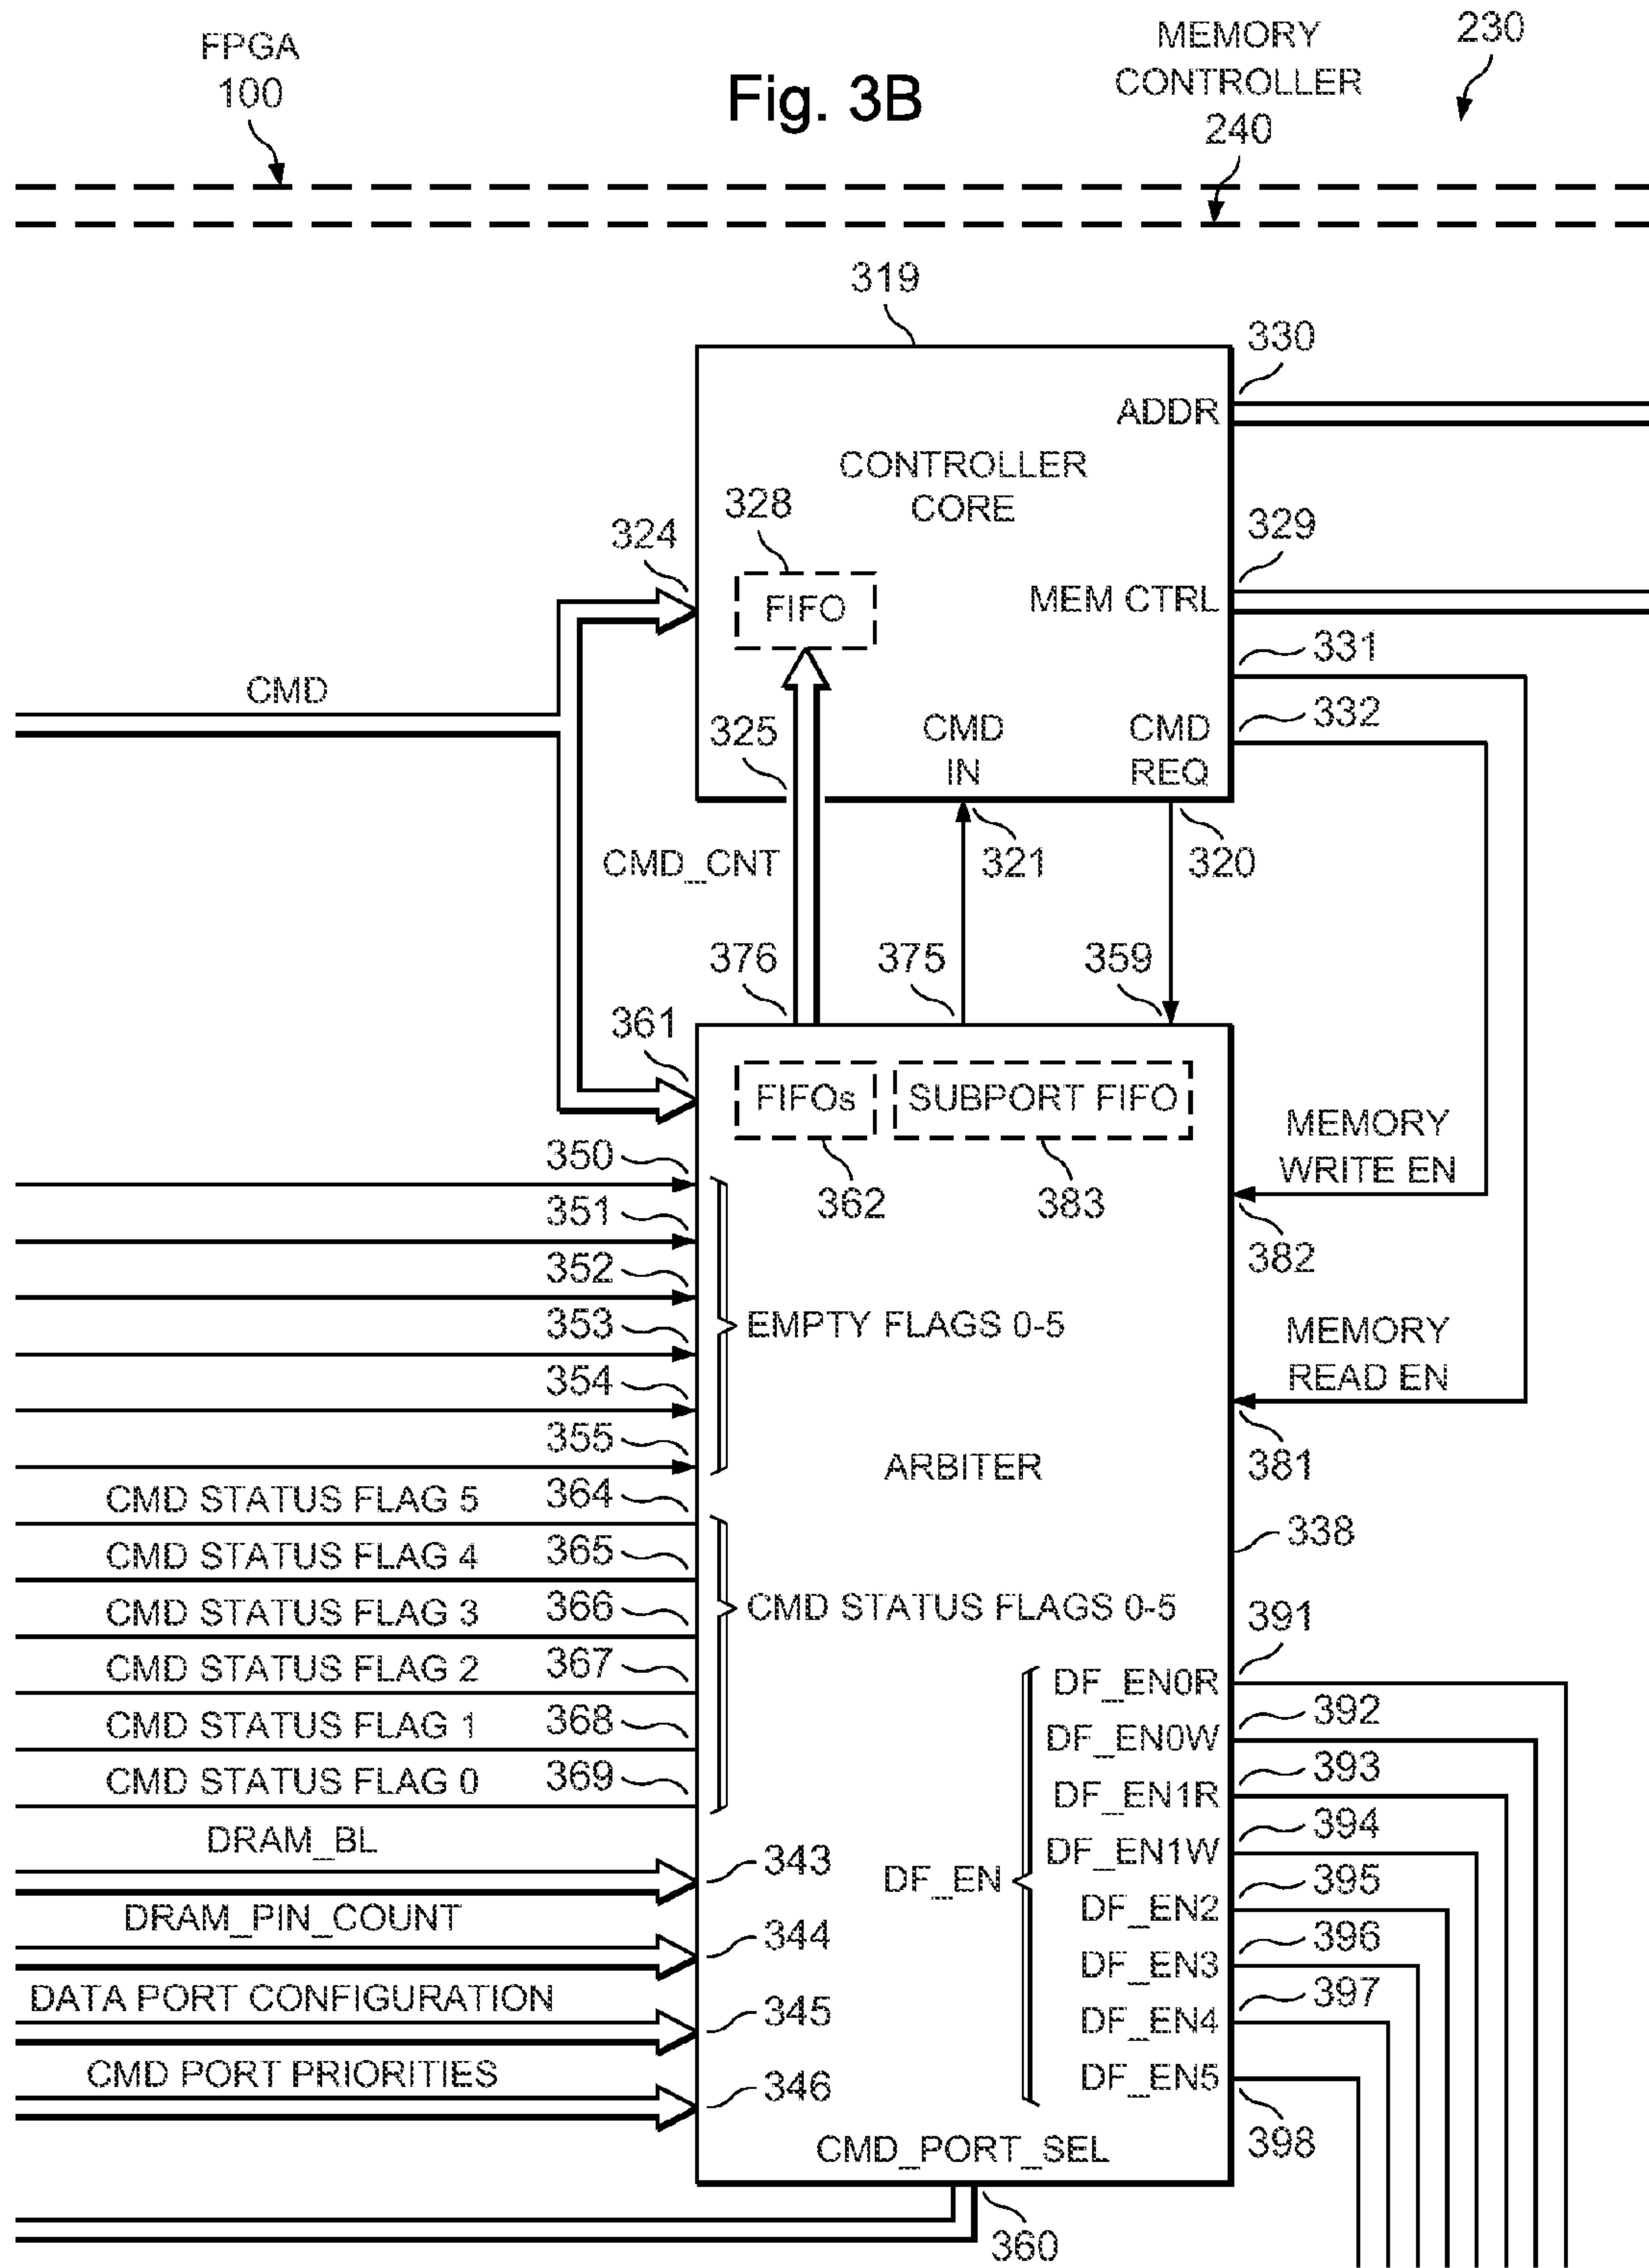 FPGA
100
Fig. 3B
MEMORY
CONTROLLER
240
230
319
330
ADDR
CONTROLLER
CORE
328
324
329
FIFO
MEM CTRL
331
CMD
332
325
CMD
IN
CMD
REQ
321
320
CMD_CNT
376
375
359
361
FIFOs
SUBPORT FIFO
MEMORY
WRITE EN
350
362
383
351
382
352
353
EMPTY FLAGS 0-5
MEMORY
READ EN
354
355
ARBITER
381
CMD STATUS FLAG 5
364
338
CMD STATUS FLAG 4
365
CMD STATUS FLAG 3
366
CMD STATUS FLAGS 0-5
391
CMD STATUS FLAG 2
367
DF_EN0R
392
CMD STATUS FLAG 1
368
DF_EN0W
393
CMD STATUS FLAG 0
369
DF_EN1R
394
DRAM_BL
343
DF_EN
DF_EN1W
395
DRAM_PIN_COUNT
344
DF_EN2
396
DF_EN3
397
DATA PORT CONFIGURATION
345
DF_EN4
CMD PORT PRIORITIES
346
DF_EN5
398
CMD_PORT_SEL
360